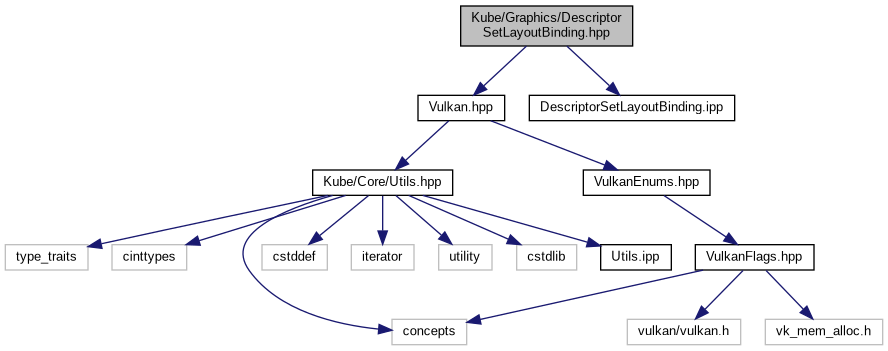 Kube/Graphics/Descriptor
SetLayoutBinding.hpp
Vulkan.hpp
DescriptorSetLayoutBinding.ipp
Kube/Core/Utils.hpp
VulkanEnums.hpp
type_traits
cinttypes
cstddef
iterator
utility
cstdlib
Utils.ipp
VulkanFlags.hpp
concepts
vulkan/vulkan.h
vk_mem_alloc.h